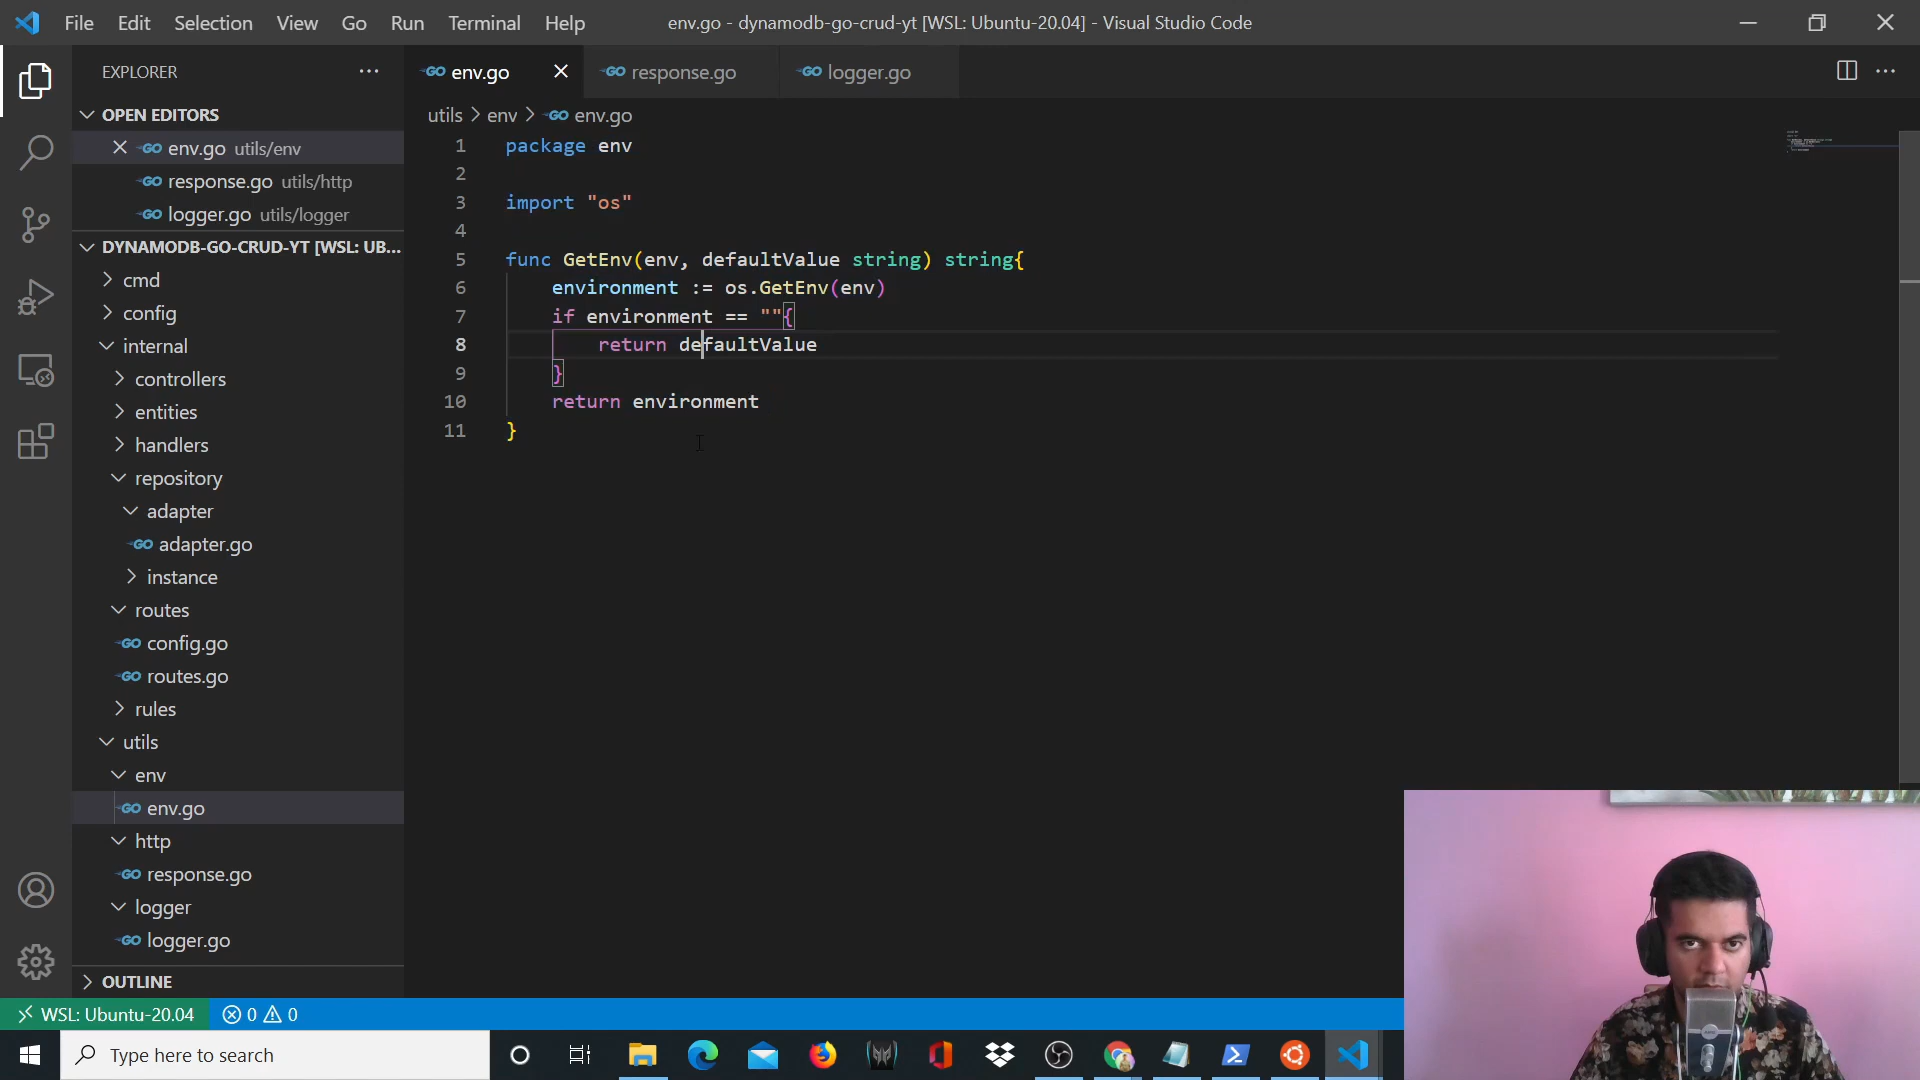 File Edit Selection View Go Run Terminal Help
env.go - dynamodb-go-crud-yt [WSL: Ubuntu-20.04] - Visual Studio Code
EXPLORER
OPEN EDITORS
env.go utils/env
response.go utils/http
logger.go utils/logger
DYNAMODB-GO-CRUD-YT [WSL: UB...
cmd
config
internal
controllers
entities
handlers
repository
adapter
adapter.go
instance
routes
config.go
routes.go
rules
utils
env
env.go
http
response.go
logger
logger.go
OUTLINE
env.go response.go logger.go
utils > env > env.go
1 package env
2
3 import "os"
4
5 func GetEnv(env, defaultValue string) string{
6 environment := os.GetEnv(env)
7 if environment == ""{
8 return defaultValue
9 }
10 return environment
11 }
WSL: Ubuntu-20.04 0 0
Type here to search